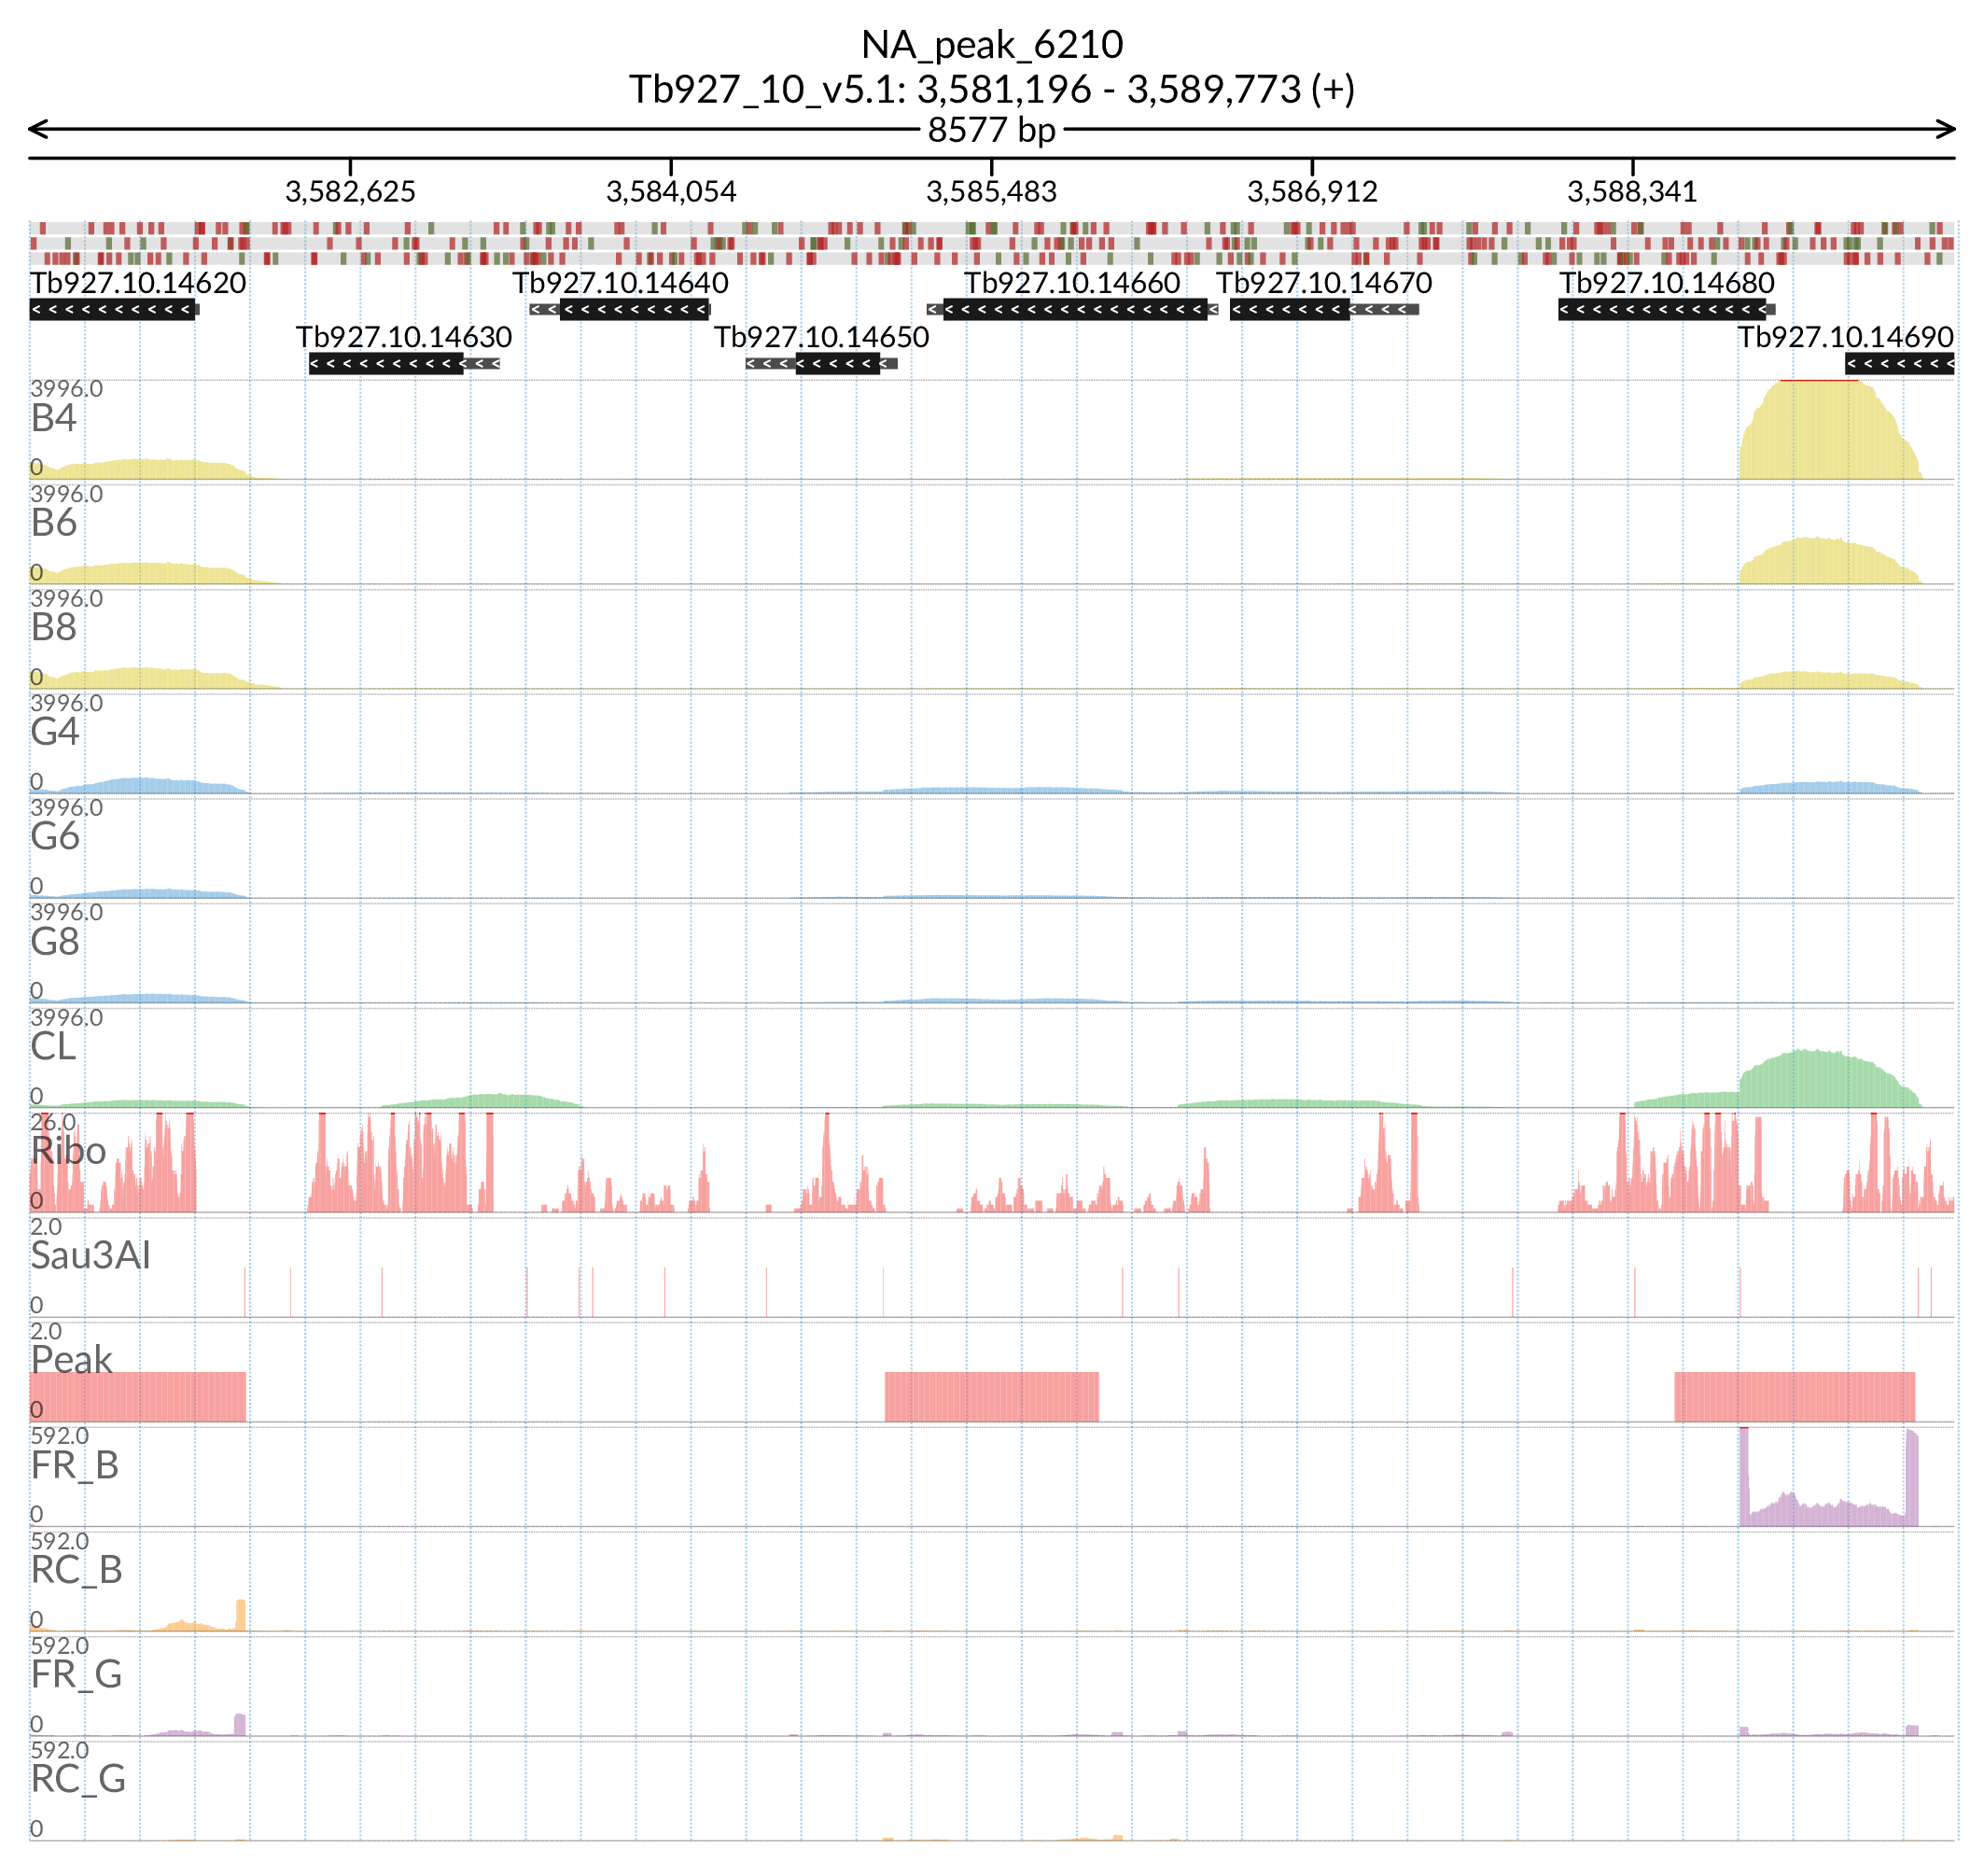 NA_peak_6210
Tb927_10_v5.1: 3,581,196 - 3,589,773 (+)
8577 bp
3,582,625 3,584,054 3,585,483 3,586,912 3,588,341
Tb927.10.14620 Tb927.10.14640 Tb927.10.14660 Tb927.10.14670 Tb927.10.14680
Tb927.10.14630 Tb927.10.14650 Tb927.10.14690
3996.0
B4
0
3996.0
B6
0
3996.0
B8
0
3996.0
G4
0
3996.0
G6
0
3996.0
G8
0
3996.0
CL
0
26.0
Ribo
0
2.0
Sau3AI
0
2.0
Peak
0
592.0
FR_B
0
592.0
RC_B
0
592.0
FR_G
0
592.0
RC_G
0